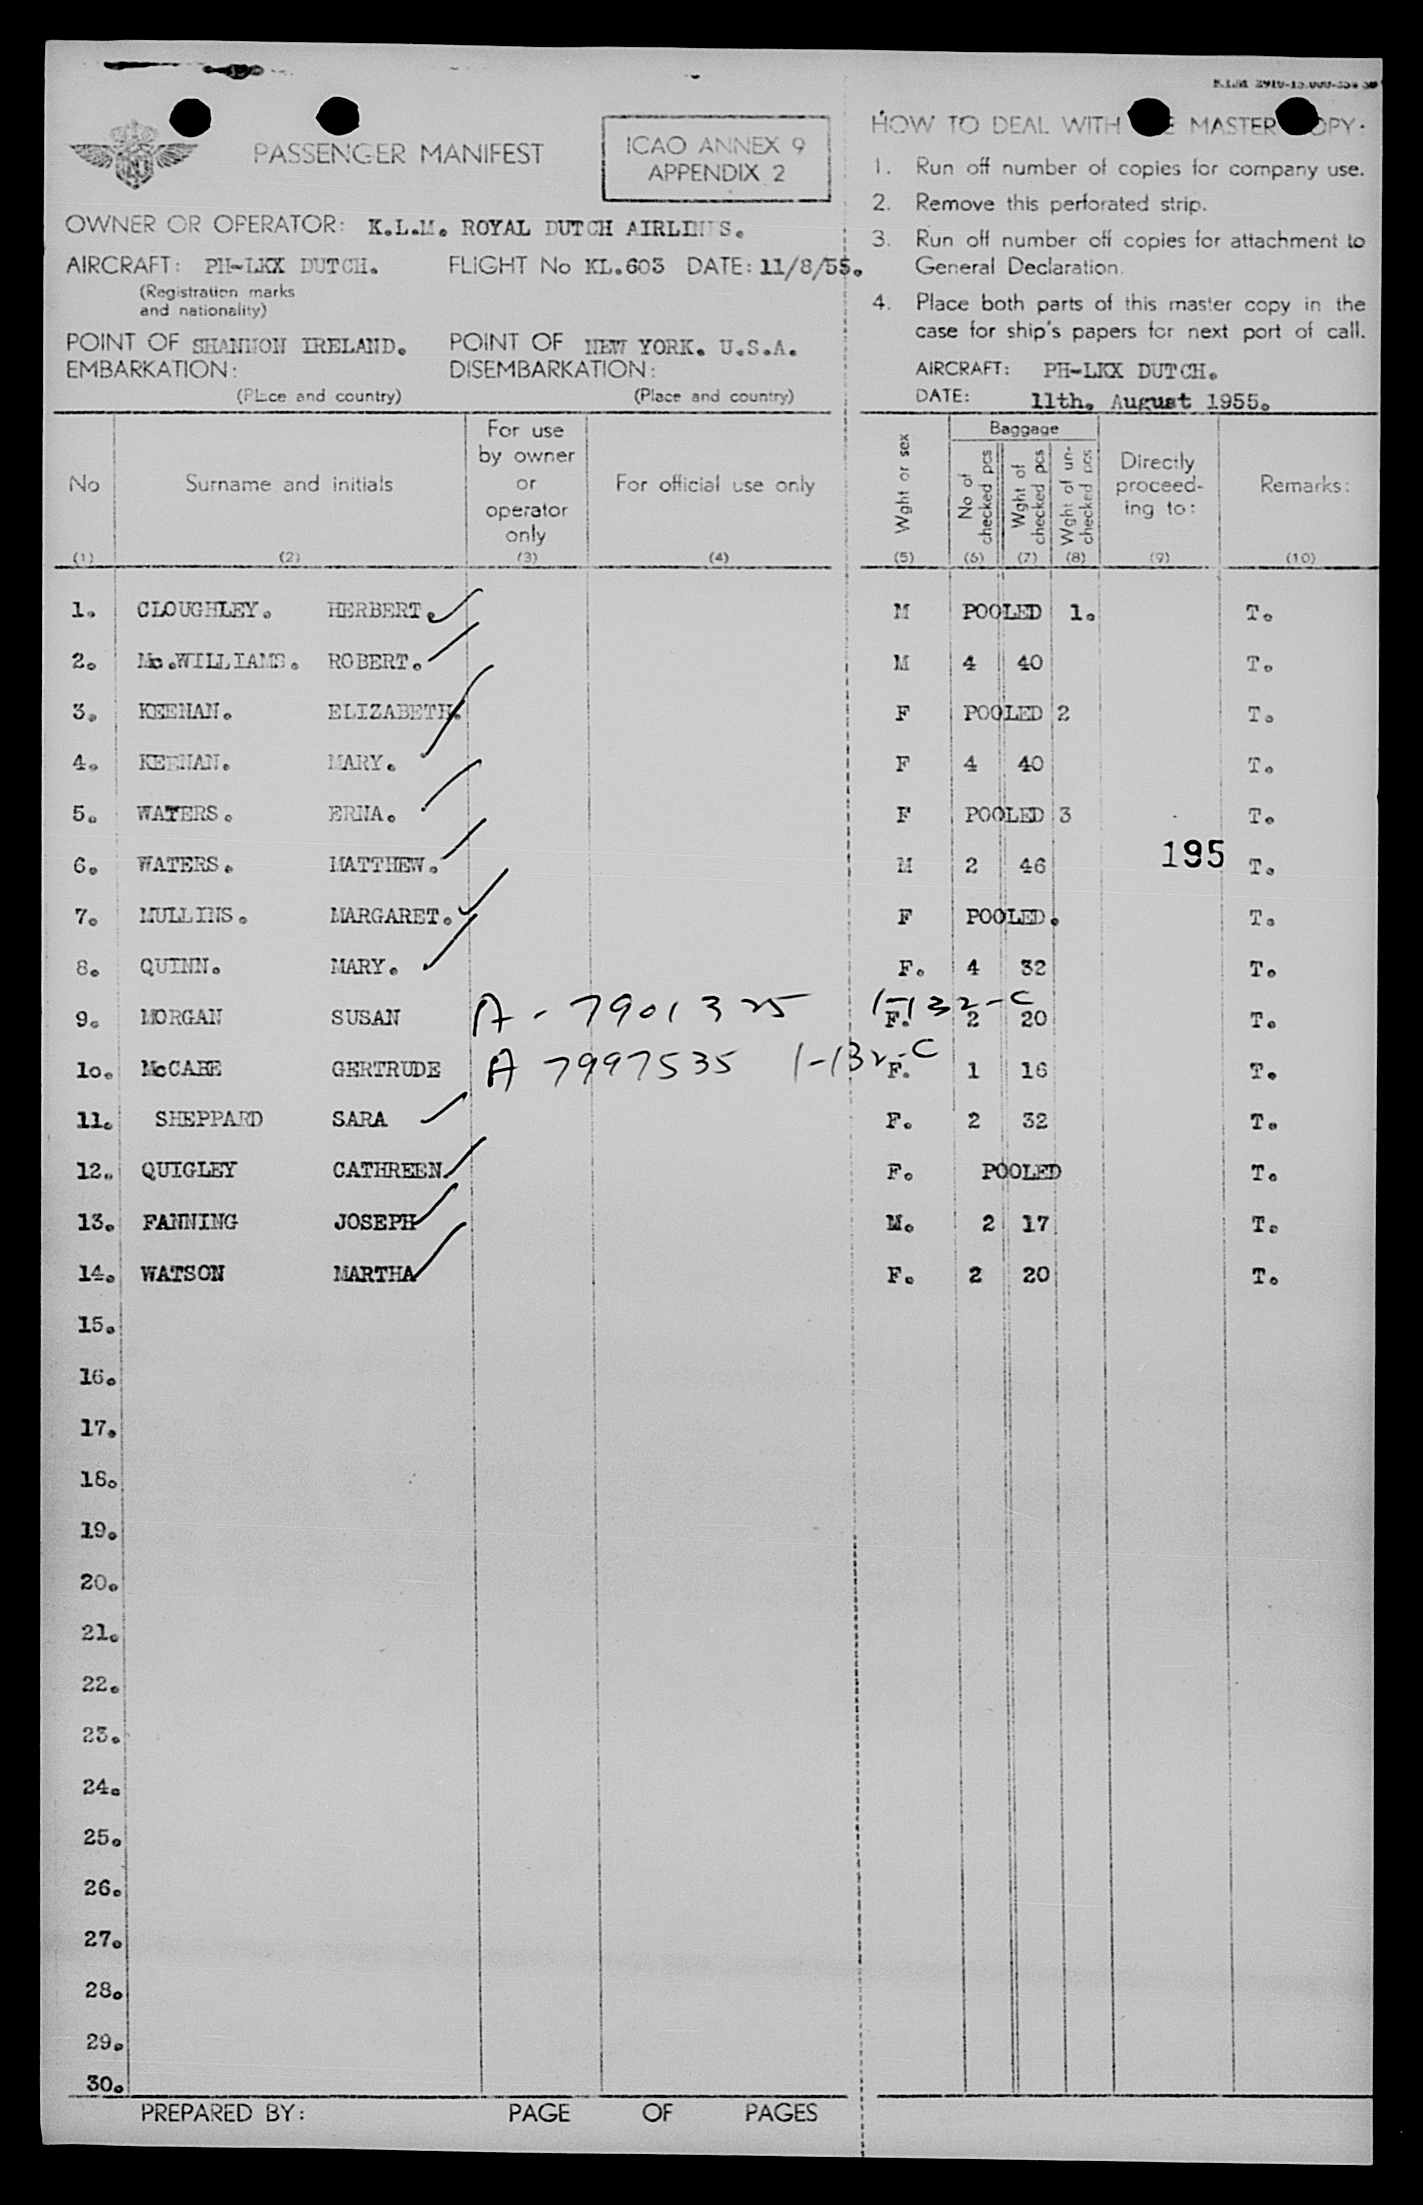 PASSENGER MANIFEST
ICAO ANNEX 9
APPENDIX 2
OWNER OR OPERATOR: K.L.M. ROYAL DUTCH AIRLINES.
AIRCRAFT: PH-LKX DUTCH. FLIGHT No KL.603 DATE: 11/8/55.
(Registration marks
and nationality)
POINT OF SHANNON IRELAND. POINT OF NEW YORK. U.S.A.
EMBARKATION: DISEMBARKATION:
(Place and country) (Place and country)
HOW TO DEAL WITH E MASTER OPY.
1. Run off number of copies for company use.
2. Remove this perforated strip.
3. Run off number off copies for attachment to
General Declaration.
4. Place both parts of this master copy in the
case for ship's papers for next port of call.
AIRCRAFT: PH-LKX DUTCH.
DATE: 11th. August 1955.
No
(1)
Surname and initials
(2)
For use
by owner
or
operator
only
(3)
For official use only
(4)
Wght or sex
(5)
Baggage
No of
checked pcs
(6)
Wght of
checked pcs
(7)
Wght of un-
checked pcs
(8)
Directly
proceed-
ing to:
(9)
Remarks:
(10)
1. CLOUGHLEY. HERBERT. M POOLED 1. T.
2. Mc.WILLIAMS. ROBERT. M 4 40 T.
3. KEENAN. ELIZABETH. F POOLED 2 T.
4. KEENAN. MARY. F 4 40 T.
5. WATERS. ERNA. F POOLED 3 T.
6. WATERS. MATTHEW. M 2 46 195 T.
7. MULLINS. MARGARET. F POOLED. T.
8. QUINN. MARY. F. 4 32 T.
9. MORGAN SUSAN A - 7901325 1-132-C F. 2 20 T.
10. McCABE GERTRUDE A 7997535 1-132-C F. 1 16 T.
11. SHEPPARD SARA F. 2 32 T.
12. QUIGLEY CATHREEN F. POOLED T.
13. FANNING JOSEPH M. 2 17 T.
14. WATSON MARTHA F. 2 20 T.
15.
16.
17.
18.
19.
20.
21.
22.
23.
24.
25.
26.
27.
28.
29.
30.
PREPARED BY: PAGE OF PAGES